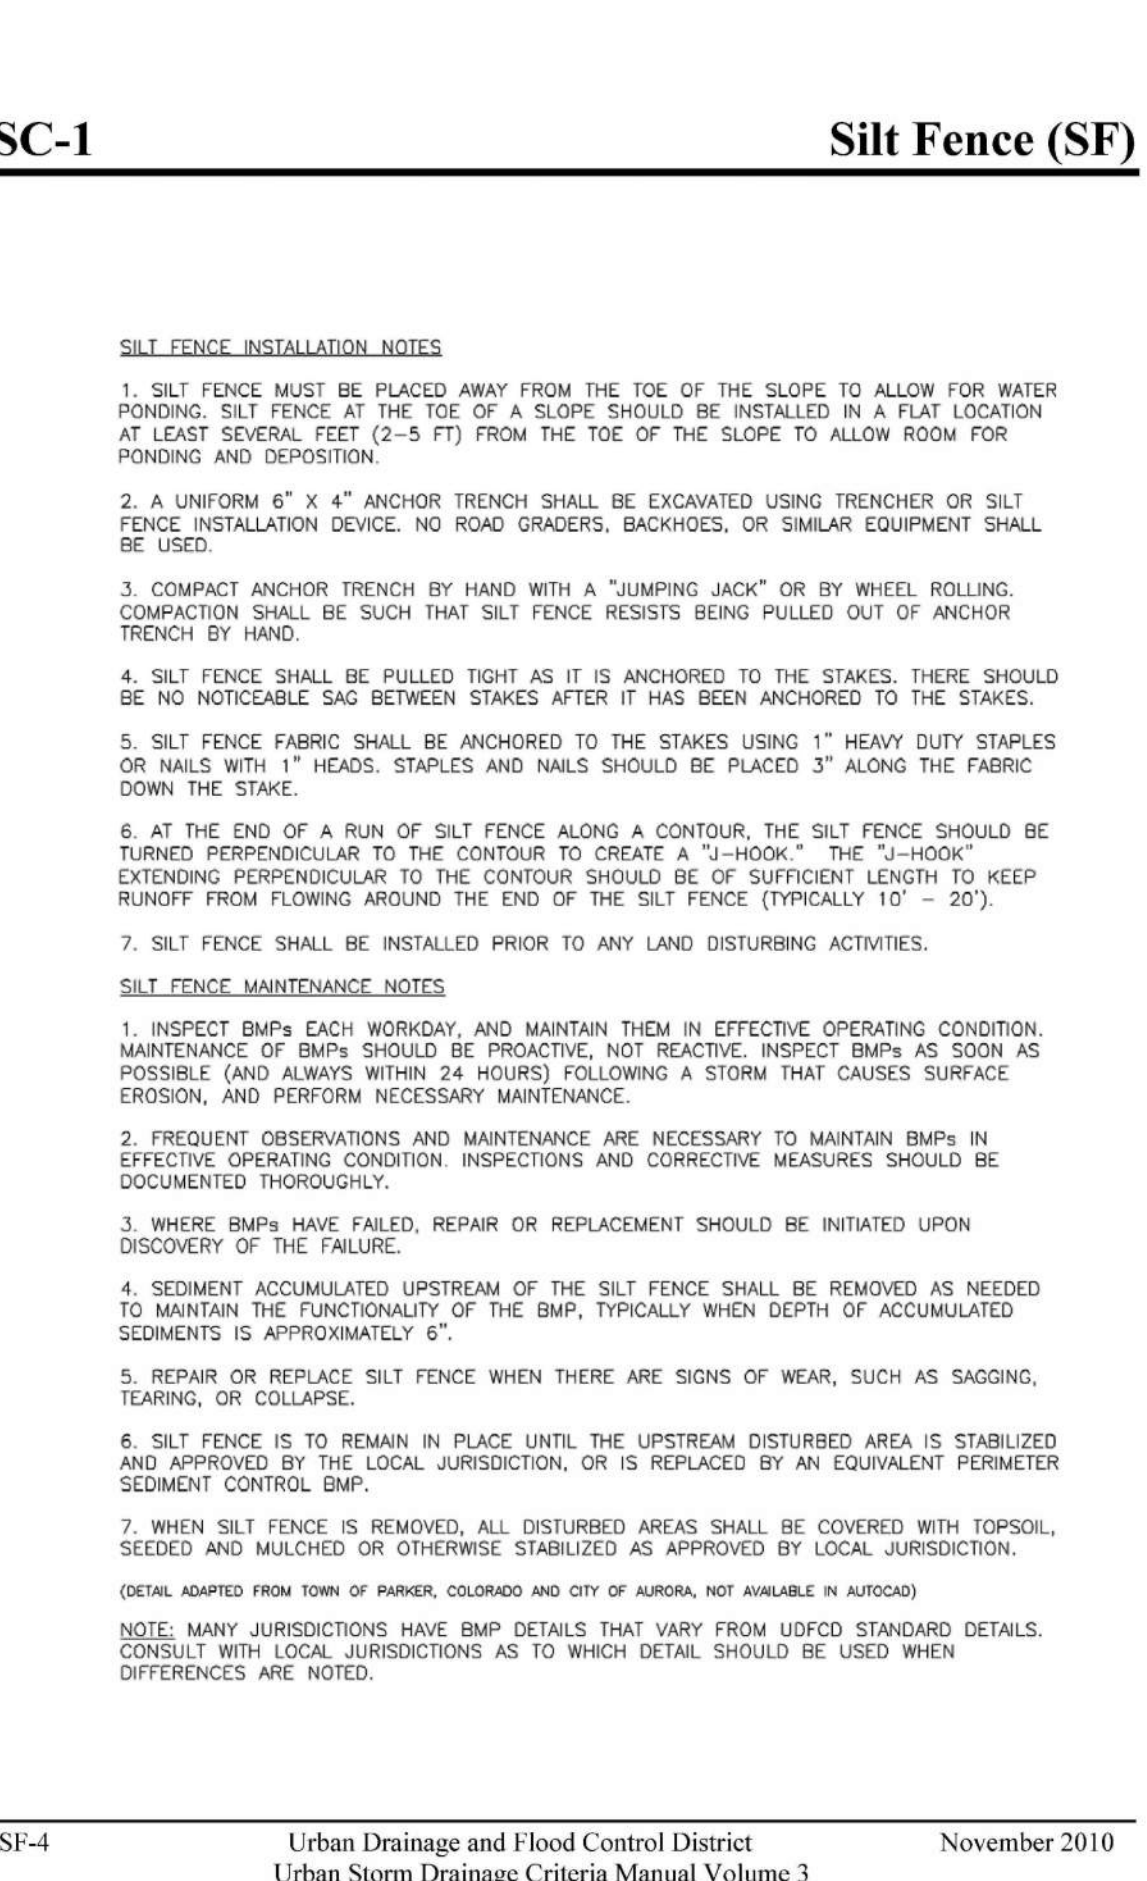 SC-1
Silt Fence (SF)
SILT FENCE INSTALLATION NOTES
1. SILT FENCE MUST BE PLACED AWAY FROM THE TOE OF THE SLOPE TO ALLOW FOR WATER
PONDING. SILT FENCE AT THE TOE OF A SLOPE SHOULD BE INSTALLED IN A FLAT LOCATION
AT LEAST SEVERAL FEET (2–5 FT) FROM THE TOE OF THE SLOPE TO ALLOW ROOM FOR
PONDING AND DEPOSITION.
2. A UNIFORM 6" X 4" ANCHOR TRENCH SHALL BE EXCAVATED USING TRENCHER OR SILT
FENCE INSTALLATION DEVICE. NO ROAD GRADERS, BACKHOES, OR SIMILAR EQUIPMENT SHALL
BE USED.
3. COMPACT ANCHOR TRENCH BY HAND WITH A "JUMPING JACK" OR BY WHEEL ROLLING.
COMPACTION SHALL BE SUCH THAT SILT FENCE RESISTS BEING PULLED OUT OF ANCHOR
TRENCH BY HAND.
4. SILT FENCE SHALL BE PULLED TIGHT AS IT IS ANCHORED TO THE STAKES. THERE SHOULD
BE NO NOTICEABLE SAG BETWEEN STAKES AFTER IT HAS BEEN ANCHORED TO THE STAKES.
5. SILT FENCE FABRIC SHALL BE ANCHORED TO THE STAKES USING 1" HEAVY DUTY STAPLES
OR NAILS WITH 1" HEADS. STAPLES AND NAILS SHOULD BE PLACED 3" ALONG THE FABRIC
DOWN THE STAKE.
6. AT THE END OF A RUN OF SILT FENCE ALONG A CONTOUR, THE SILT FENCE SHOULD BE
TURNED PERPENDICULAR TO THE CONTOUR TO CREATE A "J–HOOK." THE "J–HOOK"
EXTENDING PERPENDICULAR TO THE CONTOUR SHOULD BE OF SUFFICIENT LENGTH TO KEEP
RUNOFF FROM FLOWING AROUND THE END OF THE SILT FENCE (TYPICALLY 10' – 20').
7. SILT FENCE SHALL BE INSTALLED PRIOR TO ANY LAND DISTURBING ACTIVITIES.
SILT FENCE MAINTENANCE NOTES
1. INSPECT BMPs EACH WORKDAY, AND MAINTAIN THEM IN EFFECTIVE OPERATING CONDITION.
MAINTENANCE OF BMPs SHOULD BE PROACTIVE, NOT REACTIVE. INSPECT BMPs AS SOON AS
POSSIBLE (AND ALWAYS WITHIN 24 HOURS) FOLLOWING A STORM THAT CAUSES SURFACE
EROSION, AND PERFORM NECESSARY MAINTENANCE.
2. FREQUENT OBSERVATIONS AND MAINTENANCE ARE NECESSARY TO MAINTAIN BMPs IN
EFFECTIVE OPERATING CONDITION. INSPECTIONS AND CORRECTIVE MEASURES SHOULD BE
DOCUMENTED THOROUGHLY.
3. WHERE BMPs HAVE FAILED, REPAIR OR REPLACEMENT SHOULD BE INITIATED UPON
DISCOVERY OF THE FAILURE.
4. SEDIMENT ACCUMULATED UPSTREAM OF THE SILT FENCE SHALL BE REMOVED AS NEEDED
TO MAINTAIN THE FUNCTIONALITY OF THE BMP, TYPICALLY WHEN DEPTH OF ACCUMULATED
SEDIMENTS IS APPROXIMATELY 6".
5. REPAIR OR REPLACE SILT FENCE WHEN THERE ARE SIGNS OF WEAR, SUCH AS SAGGING,
TEARING, OR COLLAPSE.
6. SILT FENCE IS TO REMAIN IN PLACE UNTIL THE UPSTREAM DISTURBED AREA IS STABILIZED
AND APPROVED BY THE LOCAL JURISDICTION, OR IS REPLACED BY AN EQUIVALENT PERIMETER
SEDIMENT CONTROL BMP.
7. WHEN SILT FENCE IS REMOVED, ALL DISTURBED AREAS SHALL BE COVERED WITH TOPSOIL,
SEEDED AND MULCHED OR OTHERWISE STABILIZED AS APPROVED BY LOCAL JURISDICTION.
(DETAIL ADAPTED FROM TOWN OF PARKER, COLORADO AND CITY OF AURORA, NOT AVAILABLE IN AUTOCAD)
NOTE: MANY JURISDICTIONS HAVE BMP DETAILS THAT VARY FROM UDFCD STANDARD DETAILS.
CONSULT WITH LOCAL JURISDICTIONS AS TO WHICH DETAIL SHOULD BE USED WHEN
DIFFERENCES ARE NOTED.
SF-4
Urban Drainage and Flood Control District
November 2010
Urban Storm Drainage Criteria Manual Volume 3